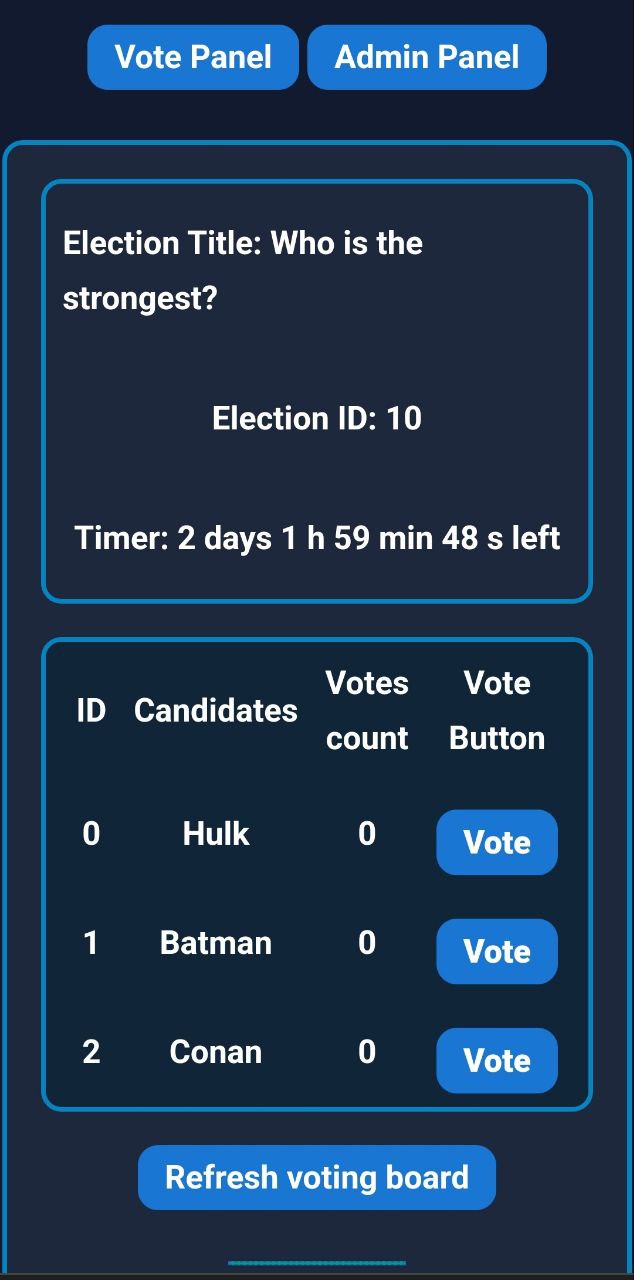 Vote Panel Admin Panel
Election Title: Who is the
strongest?
Election ID: 10
Timer: 2 days 1 h 59 min 48 s left
ID Candidates Votes count Vote Button
0 Hulk 0 Vote
1 Batman 0 Vote
2 Conan 0 Vote
Refresh voting board